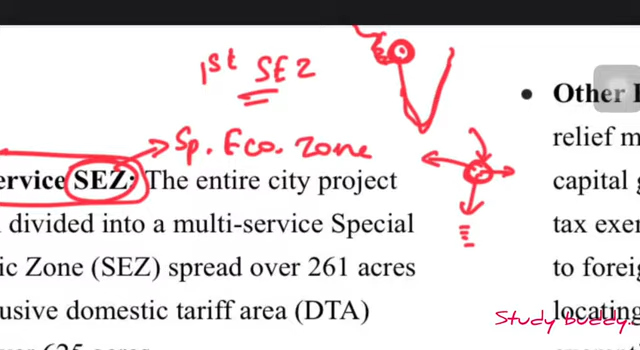 1st SEZ
Sp. Eco. Zone
ervice SEZ: The entire city project
divided into a multi-service Special
ic Zone (SEZ) spread over 261 acres
usive domestic tariff area (DTA)
635 acres
Other
relief m
capital g
tax exer
to foreig
locating
Study buddy